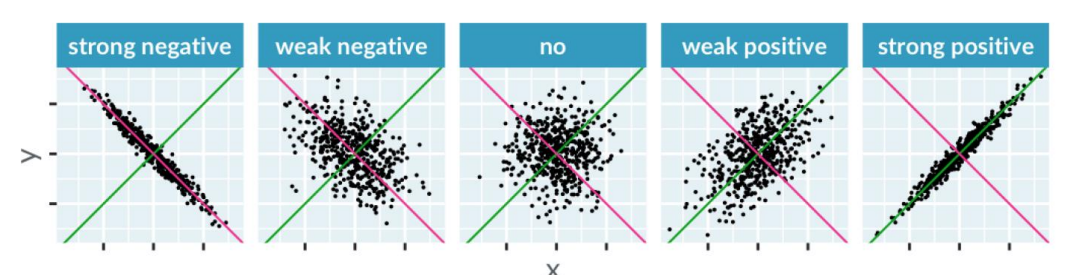 strong negative
weak negative
no
weak positive
strong positive
y
x